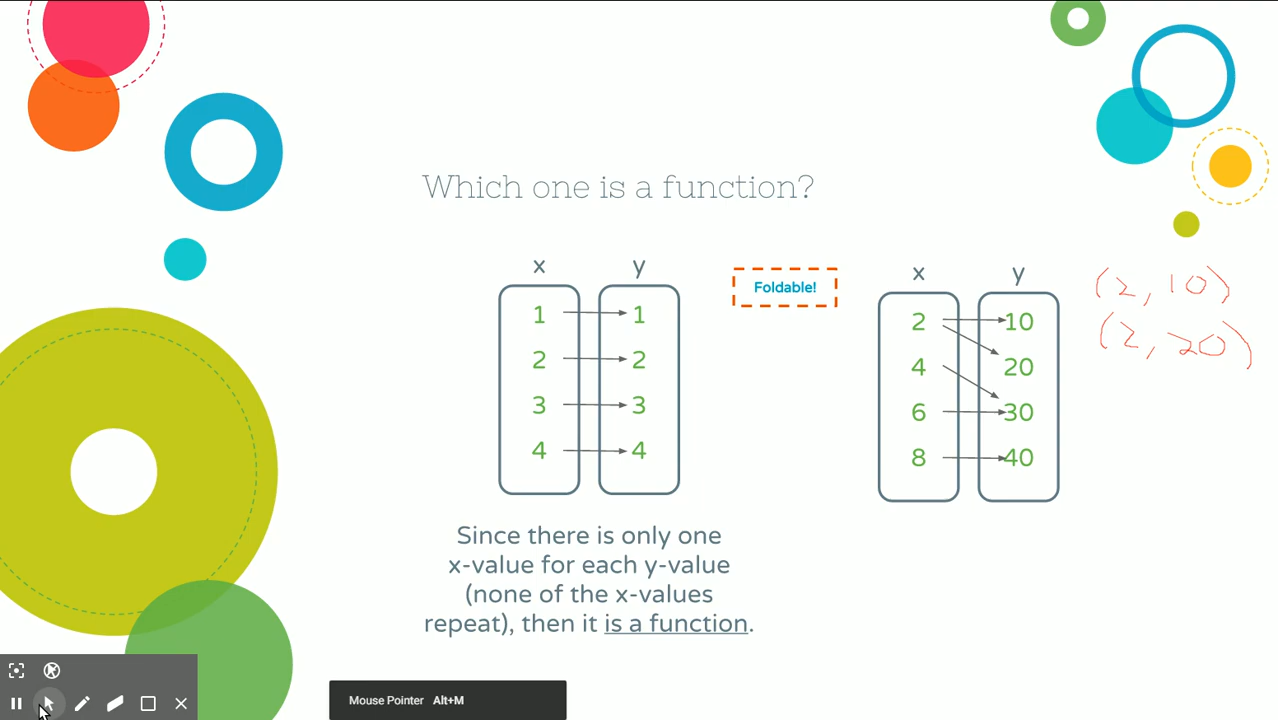 Which one is a function?
x y
1 1
2 2
3 3
4 4
Since there is only one
x-value for each y-value
(none of the x-values
repeat), then it is a function.
Foldable!
x y
2 10
4 20
6 30
8 40
(2, 10)
(2, 20)
Mouse Pointer Alt+M